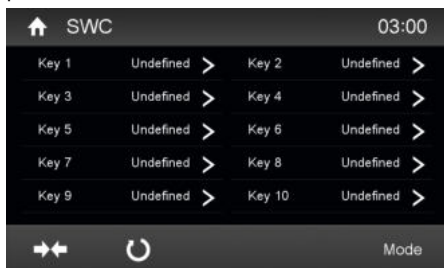 SWC 03:00
Key 1 Undefined Key 2 Undefined
Key 3 Undefined Key 4 Undefined
Key 5 Undefined Key 6 Undefined
Key 7 Undefined Key 8 Undefined
Key 9 Undefined Key 10 Undefined
Mode